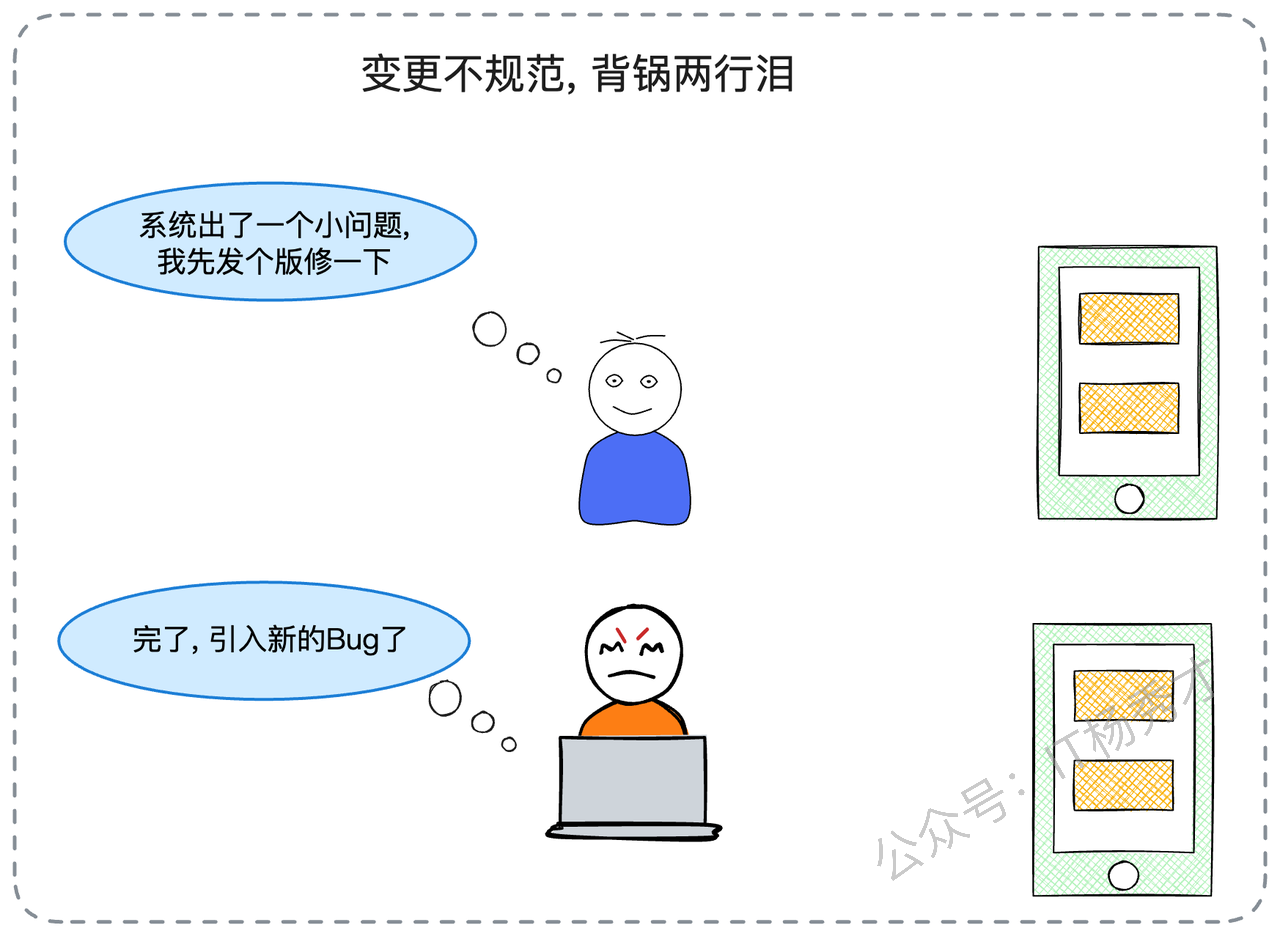 变更不规范, 背锅两行泪
系统出了一个小问题,
我先发个版修一下
完了, 引入新的Bug了
公众号：IT杨秀才